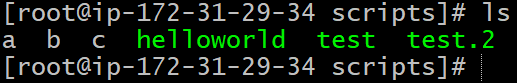 [root@ip-172-31-29-34 scripts]# ls
a  b  c  helloworld  test  test.2
[root@ip-172-31-29-34 scripts]#